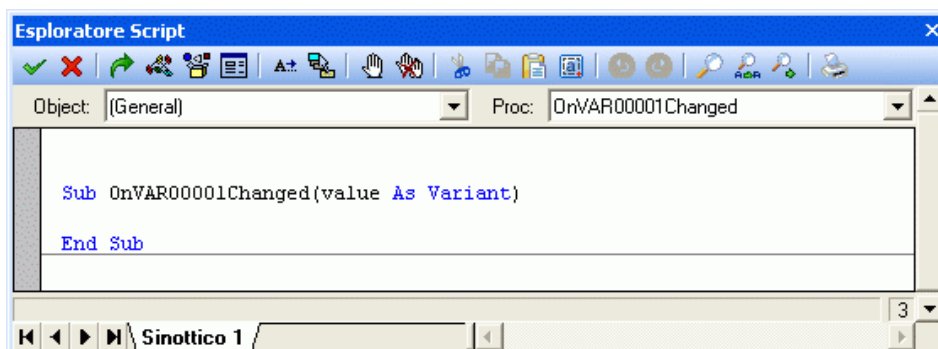 Esploratore Script
Object: (General) Proc: OnVAR00001Changed
Sub OnVAR00001Changed(value As Variant)
End Sub
3
Sinottico 1